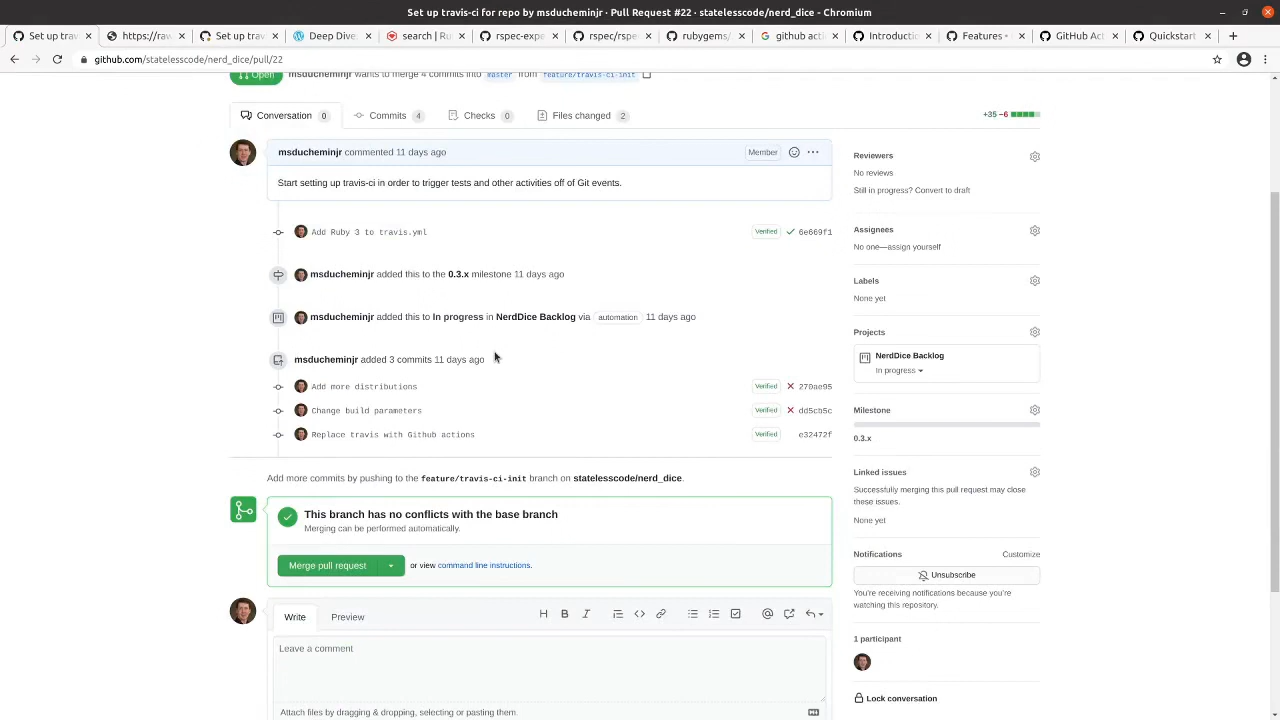 Set up travis-ci for repo by msducheminjr · Pull Request #22 · statelesscode/nerd_dice - Chromium
Set up trav
https://raw
Set up trav
Deep Dive,
search | Ru
rspec-expe
rspec/rspe
rubygems/
github acti
Introductio
Features •
GitHub Act
Quickstart
github.com/statelesscode/nerd_dice/pull/22
Open
msducheminjr wants to merge 4 commits into master from feature/travis-ci-init
Conversation 0
Commits 4
Checks 0
Files changed 2
+35 −6
msducheminjr commented 11 days ago
Member
Start setting up travis-ci in order to trigger tests and other activities off of Git events.
Add Ruby 3 to travis.yml
Verified
6e869f1
msducheminjr added this to the 0.3.x milestone 11 days ago
msducheminjr added this to In progress in NerdDice Backlog via automation 11 days ago
msducheminjr added 3 commits 11 days ago
Add more distributions
Verified
270ae95
Change build parameters
Verified
dd5cb5c
Replace travis with Github actions
Verified
e32472f
Add more commits by pushing to the feature/travis-ci-init branch on statelesscode/nerd_dice.
This branch has no conflicts with the base branch
Merging can be performed automatically.
Merge pull request
or view command line instructions.
Write
Preview
Leave a comment
Attach files by dragging & dropping, selecting or pasting them.
Reviewers
No reviews
Still in progress? Convert to draft
Assignees
No one—assign yourself
Labels
None yet
Projects
NerdDice Backlog
In progress
Milestone
0.3.x
Linked issues
Successfully merging this pull request may close
these issues.
None yet
Notifications
Customize
Unsubscribe
You're receiving notifications because you're
watching this repository.
1 participant
Lock conversation